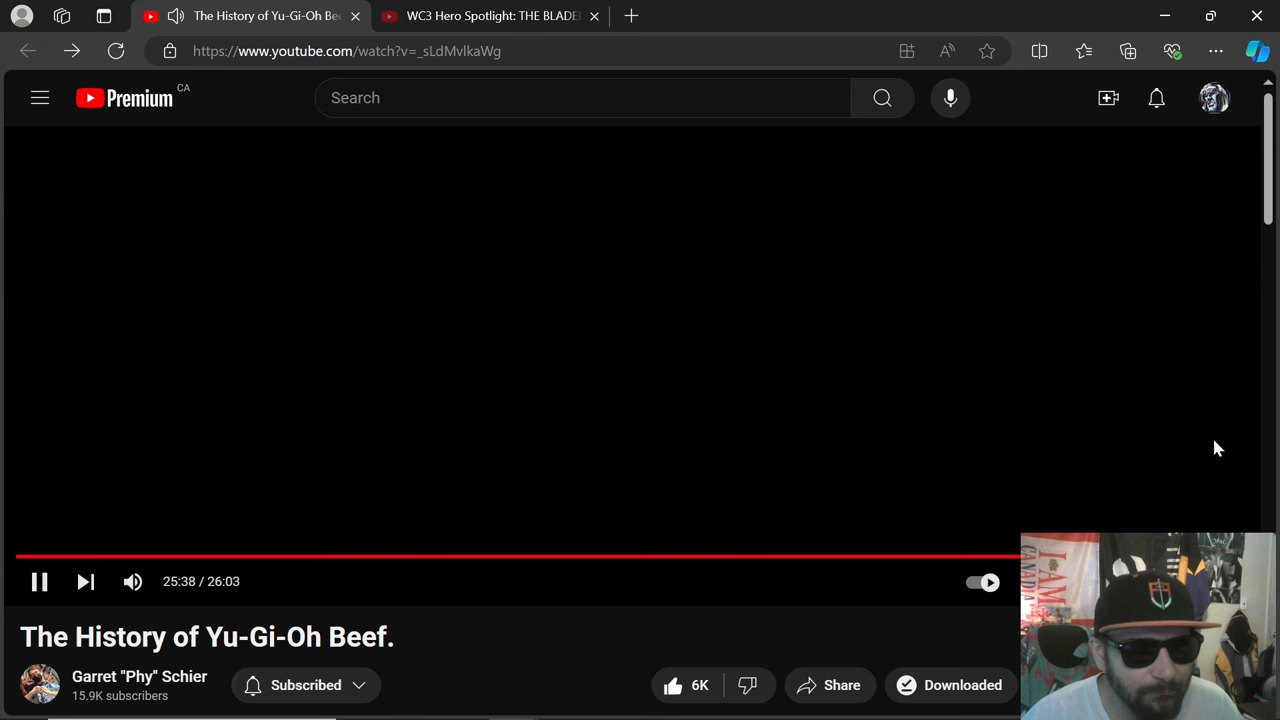 The History of Yu-Gi-Oh Be
WC3 Hero Spotlight: THE BLADE
https://www.youtube.com/watch?v=_sLdMvlkaWg
Premium CA
Search
25:38 / 26:03
The History of Yu-Gi-Oh Beef.
Garret "Phy" Schier
15.9K subscribers
Subscribed
6K
Share
Downloaded
I AM
CANADIA